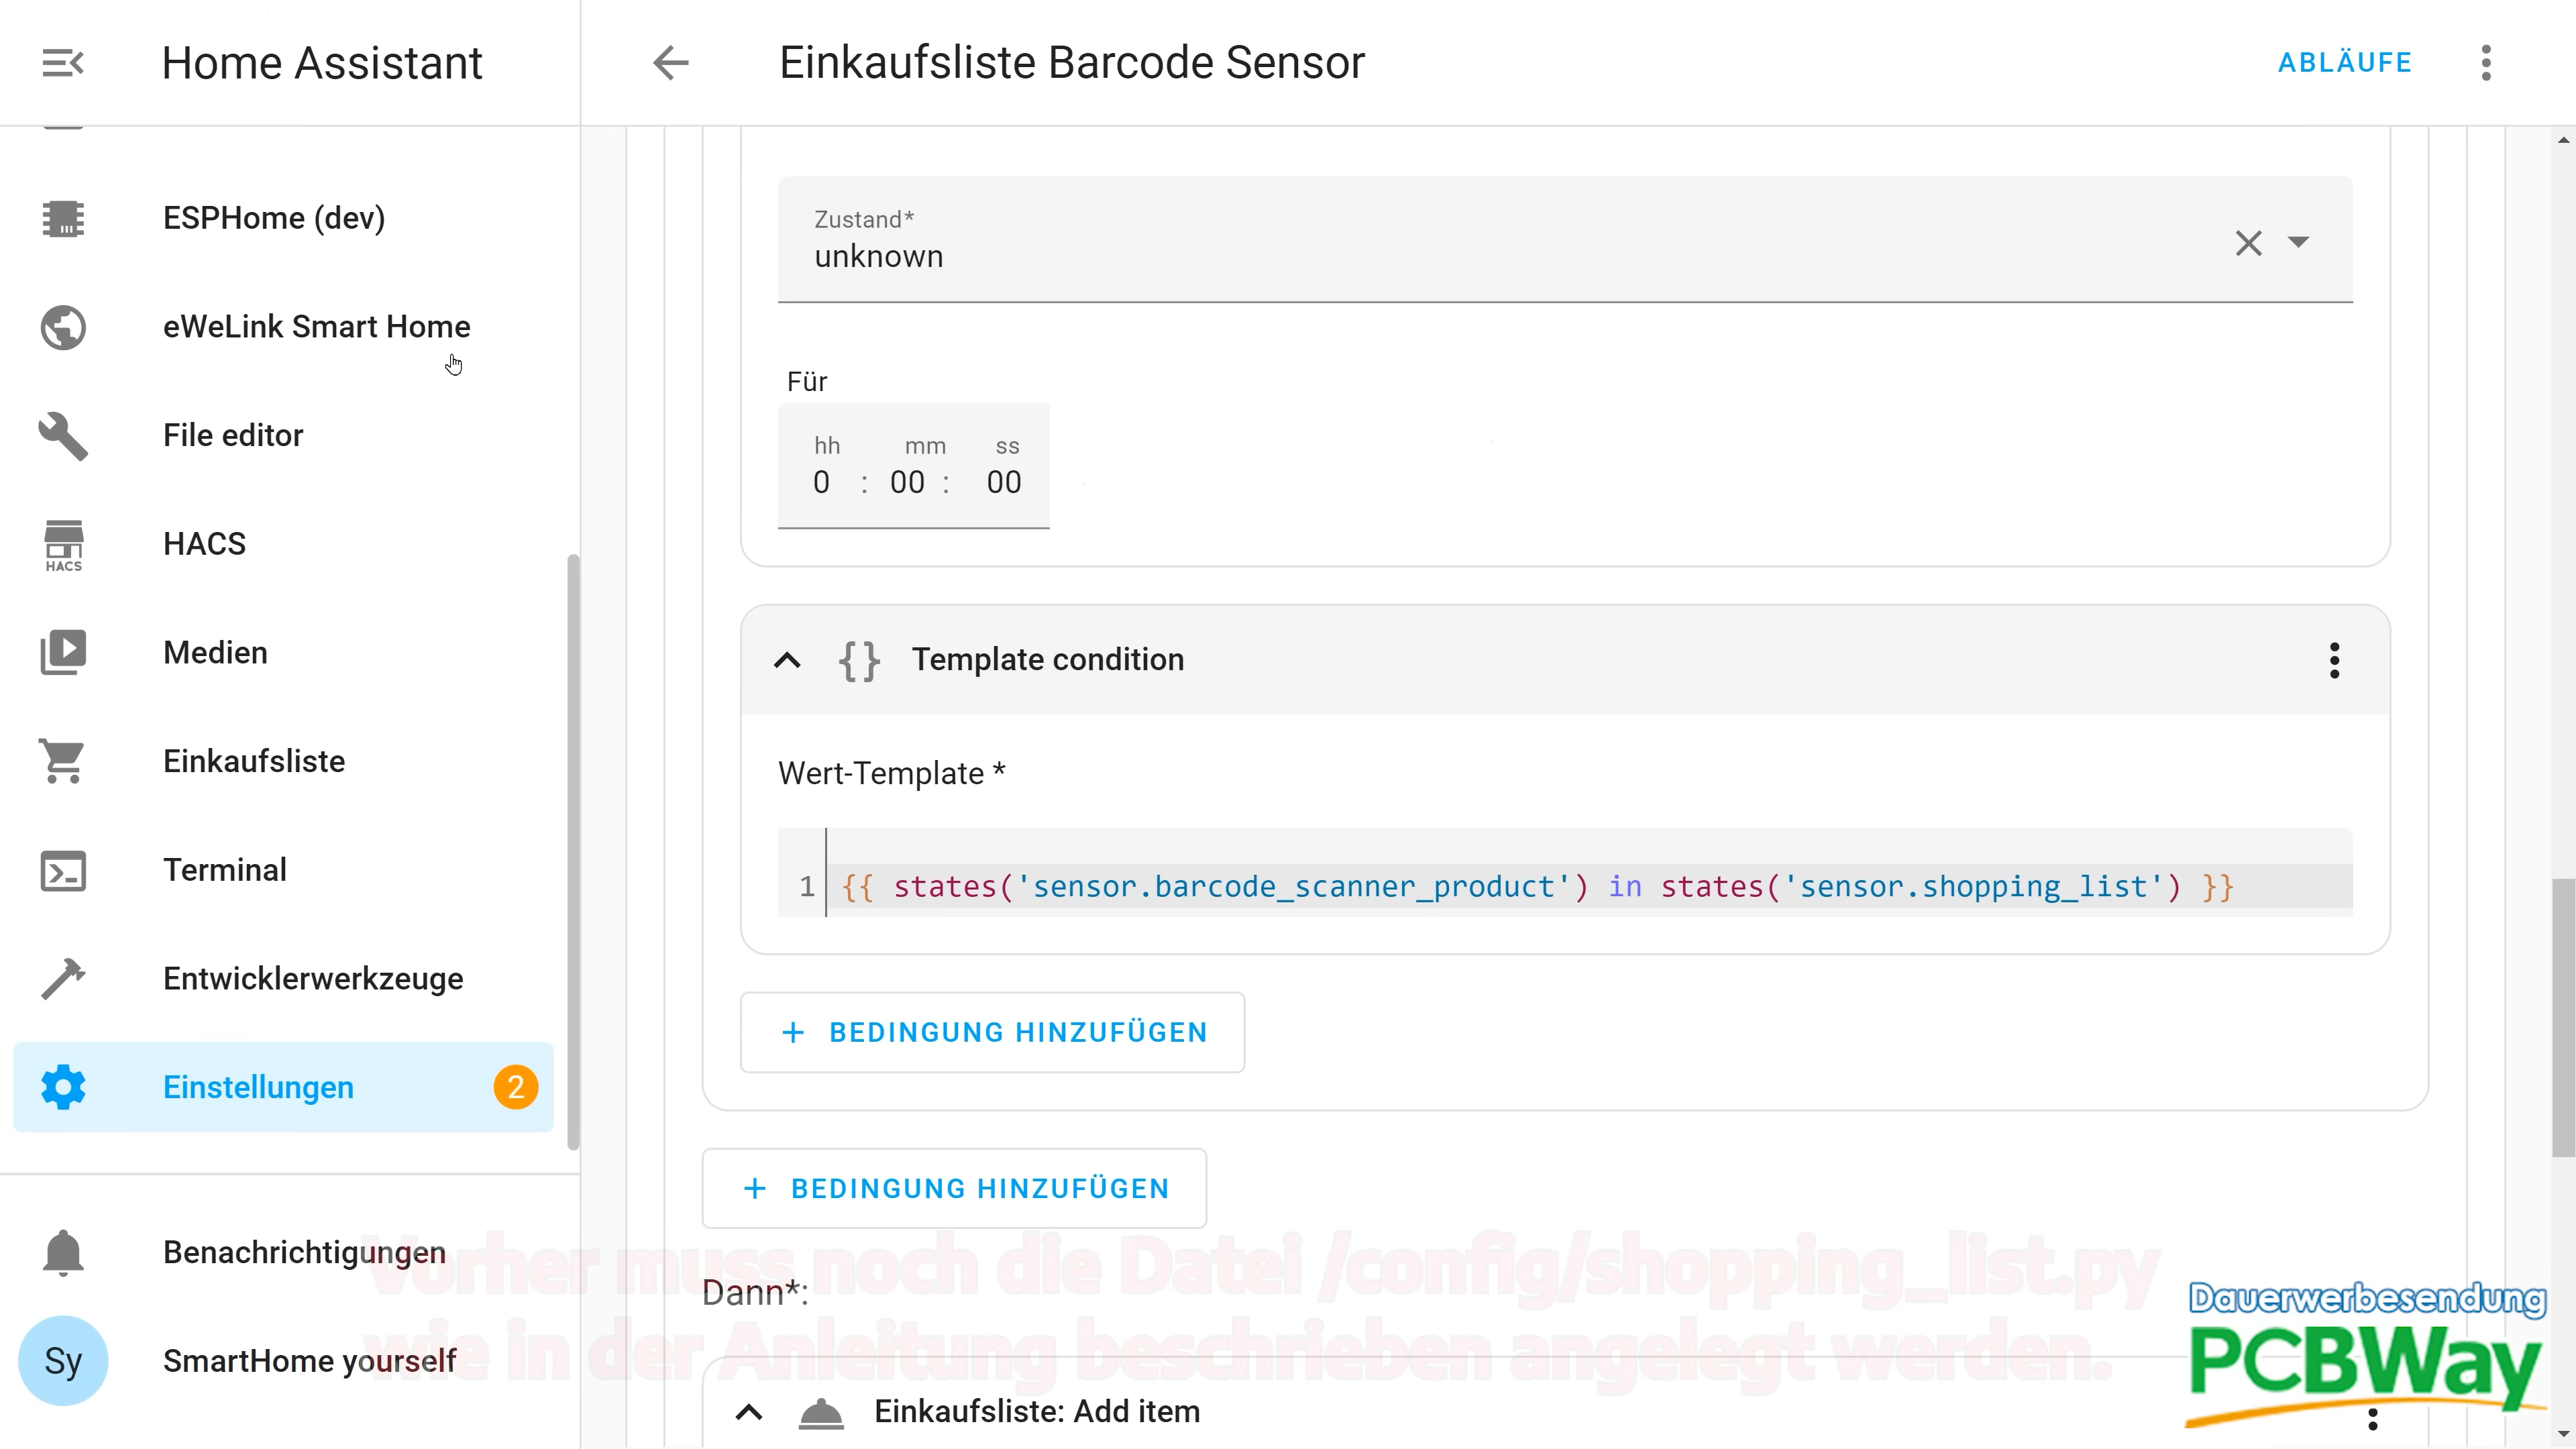 Home Assistant
Einkaufsliste Barcode Sensor
ABLÄUFE
ESPHome (dev)
eWeLink Smart Home
File editor
HACS
HACS
Medien
Einkaufsliste
Terminal
Entwicklerwerkzeuge
Einstellungen
2
Benachrichtigungen
Sy
SmartHome yourself
Zustand*
unknown
Für
hh mm ss
0 : 00 : 00
Template condition
Wert-Template *
1 {{ states('sensor.barcode_scanner_product') in states('sensor.shopping_list') }}
+ BEDINGUNG HINZUFÜGEN
+ BEDINGUNG HINZUFÜGEN
Vorher muss noch die Datei /config/shopping_list.py
wie in der Anleitung beschrieben angelegt werden.
Dann*:
Einkaufsliste: Add item
Dauerwerbesendung
PCBWay